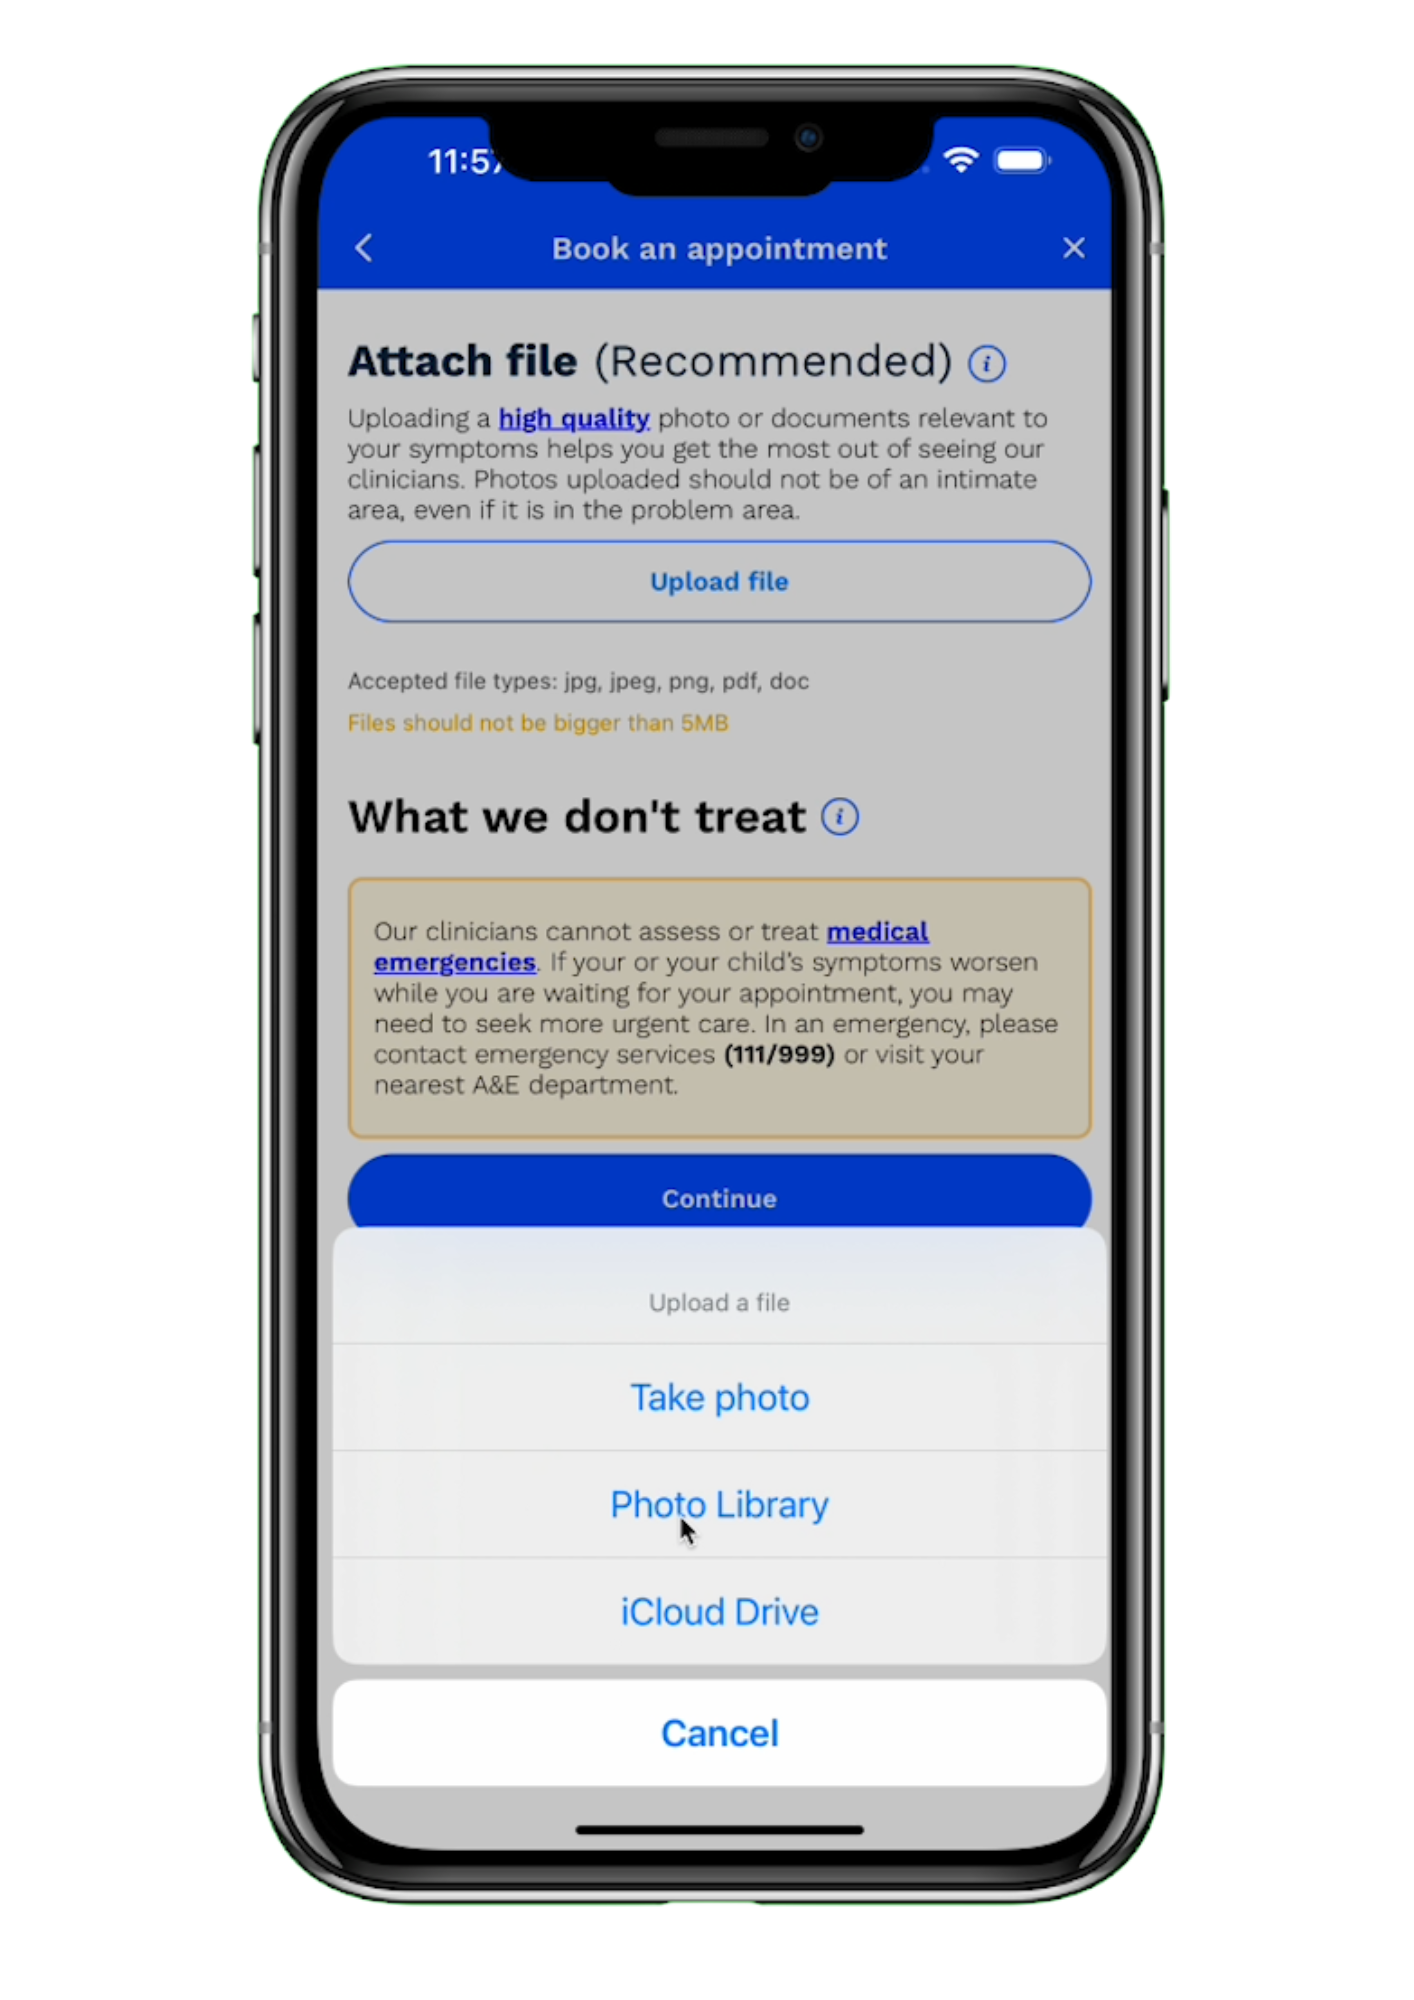 Book an appointment
Attach file (Recommended) i
Uploading a high quality photo or documents relevant to
your symptoms helps you get the most out of seeing our
clinicians. Photos uploaded should not be of an intimate
area, even if it is in the problem area.
Upload file
Accepted file types: jpg, jpeg, png, pdf, doc
Files should not be bigger than 5MB
What we don't treat i
Our clinicians cannot assess or treat medical
emergencies. If your or your child's symptoms worsen
while you are waiting for your appointment, you may
need to seek more urgent care. In an emergency, please
contact emergency services (111/999) or visit your
nearest A&E department.
Continue
Upload a file
Take photo
Photo Library
iCloud Drive
Cancel